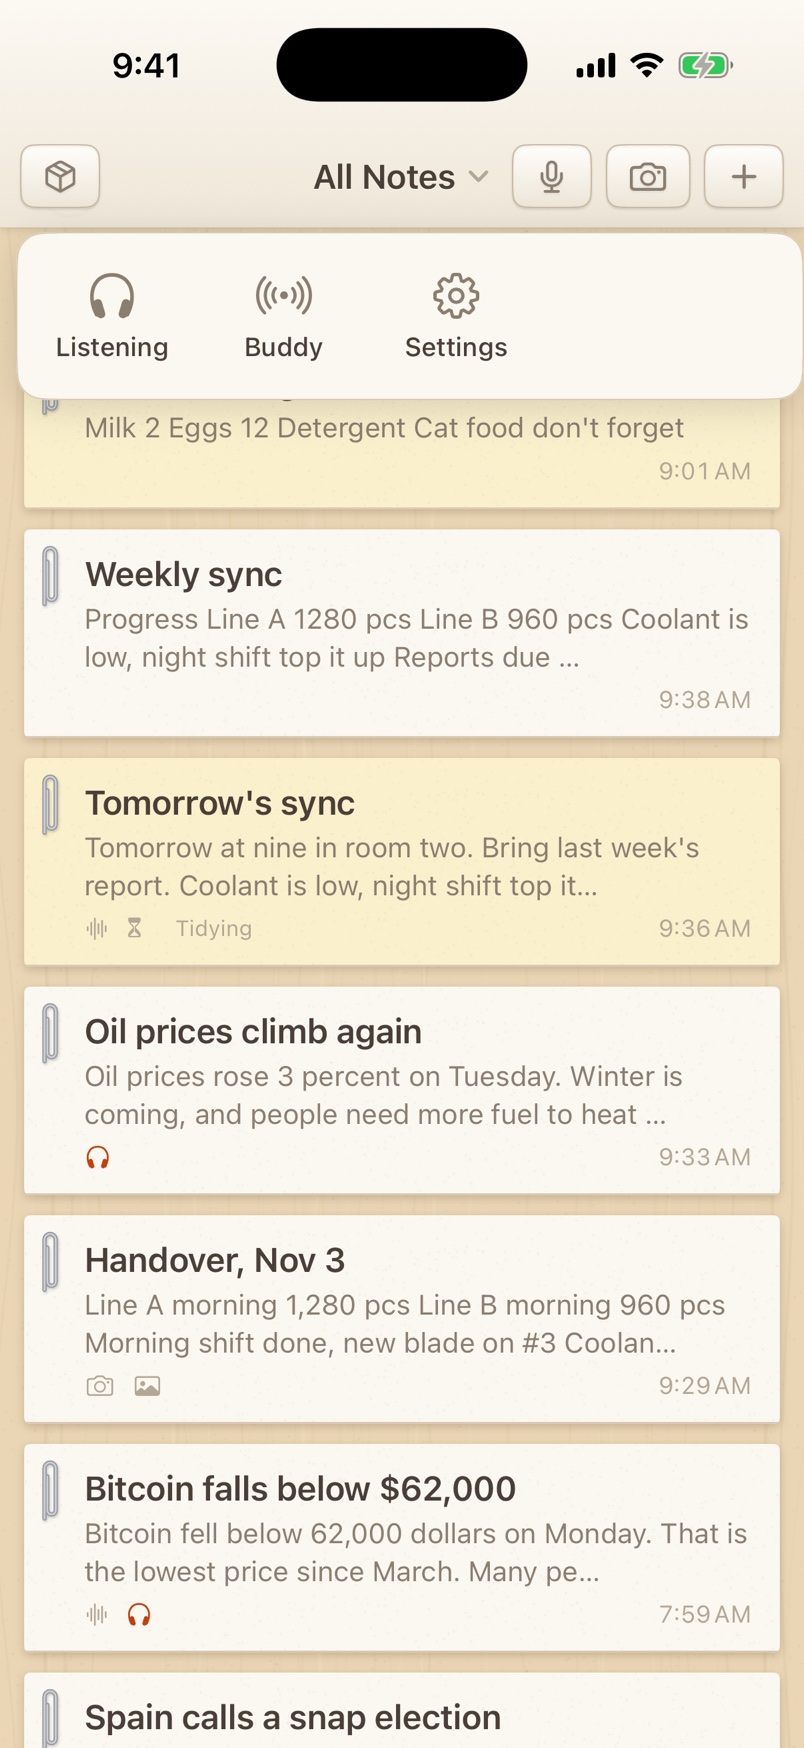 9:41
All Notes
Listening Buddy Settings
Milk 2 Eggs 12 Detergent Cat food don't forget
9:01 AM
Weekly sync
Progress Line A 1280 pcs Line B 960 pcs Coolant is
low, night shift top it up Reports due ...
9:38 AM
Tomorrow's sync
Tomorrow at nine in room two. Bring last week's
report. Coolant is low, night shift top it...
Tidying 9:36 AM
Oil prices climb again
Oil prices rose 3 percent on Tuesday. Winter is
coming, and people need more fuel to heat ...
9:33 AM
Handover, Nov 3
Line A morning 1,280 pcs Line B morning 960 pcs
Morning shift done, new blade on #3 Coolan...
9:29 AM
Bitcoin falls below $62,000
Bitcoin fell below 62,000 dollars on Monday. That is
the lowest price since March. Many pe...
7:59 AM
Spain calls a snap election